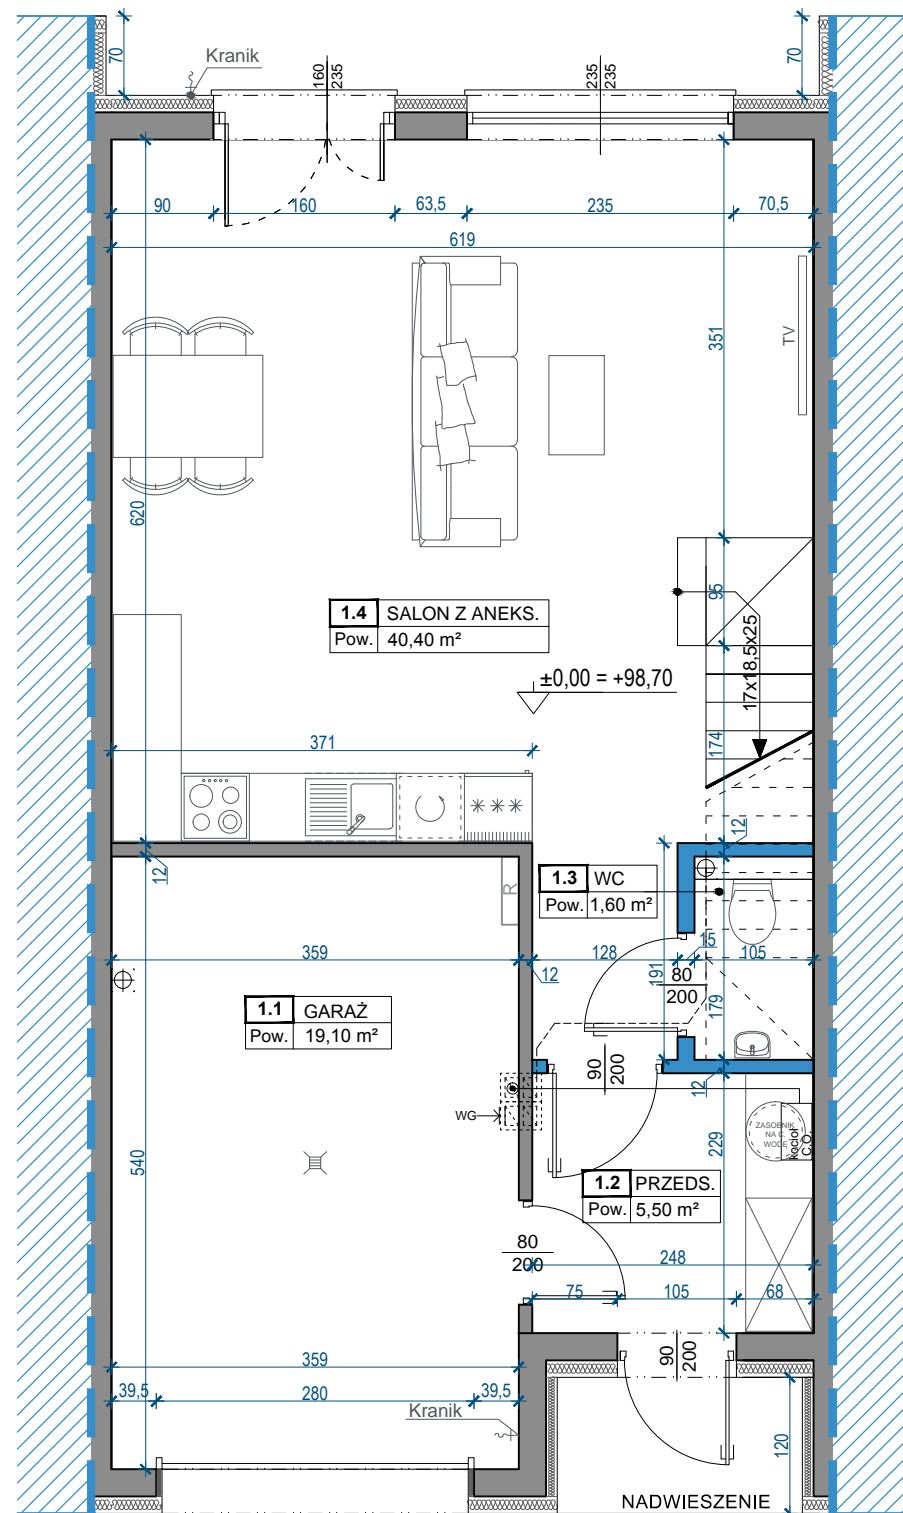 70
Kranik
160
235
235
235
70
90
160
63,5
235
70,5
619
351
TV
620
95
17x18,5x25
1.4 SALON Z ANEKS.
Pow. 40,40 m²
±0,00 = +98,70
371
174
12
12
R
1.3 WC
Pow. 1,60 m²
359
12
128
15
105
191
80
200
179
1.1 GARAŻ
Pow. 19,10 m²
90
200
12
WG
ZASOBNIK
NA C.
WODĘ
kocioł
C.O.
229
540
1.2 PRZEDS.
Pow. 5,50 m²
80
200
248
75
105
68
90
200
359
39,5
280
39,5
Kranik
120
NADWIESZENIE